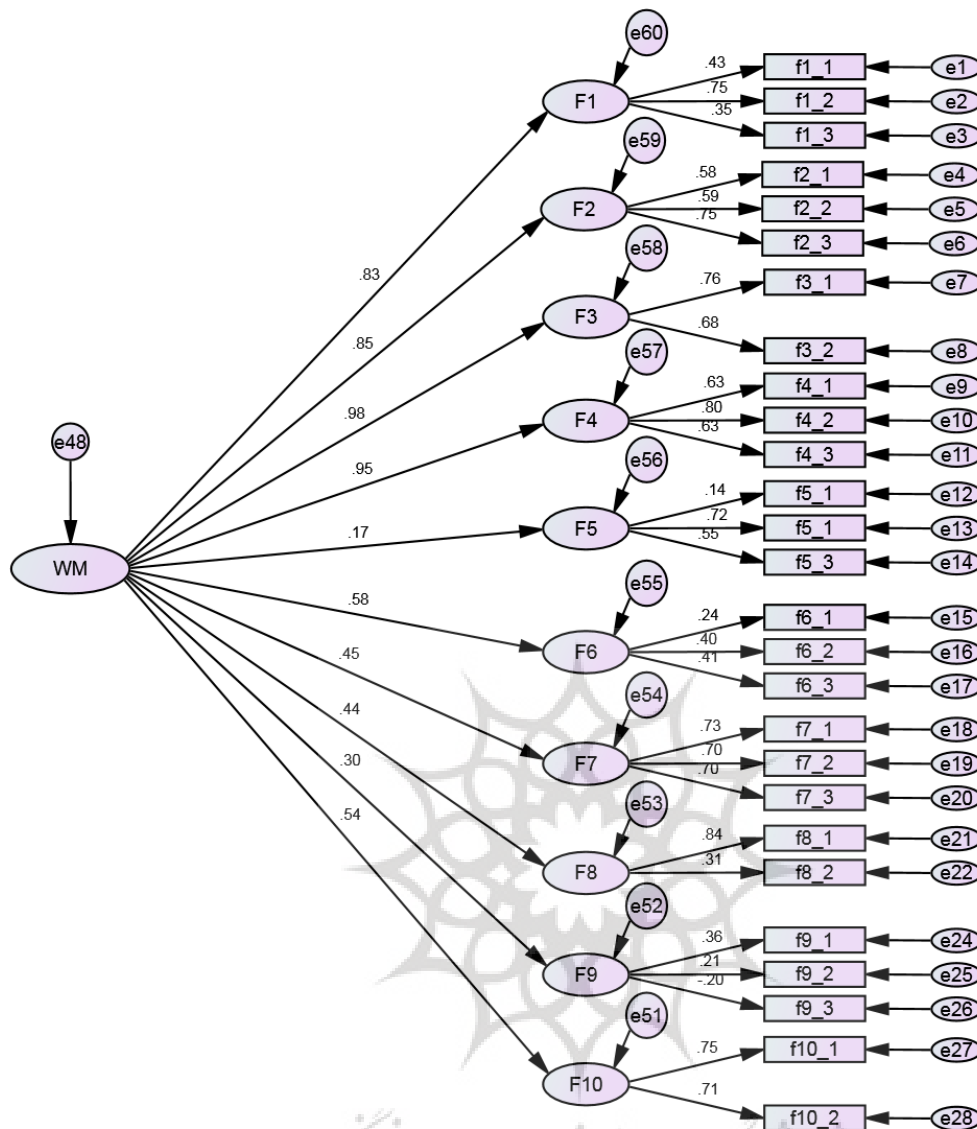 e60
.43 f1_1 e1
F1 .75 f1_2 e2
.35 f1_3 e3
e59
.58 f2_1 e4
F2 .59 f2_2 e5
.75 f2_3 e6
e58
.76 f3_1 e7
.83
F3
.68 f3_2 e8
.85
e57
.63 f4_1 e9
.98
F4 .80 f4_2 e10
e48
.63 f4_3 e11
.95
e56
.14 f5_1 e12
F5 .72 f5_1 e13
.17
.55 f5_3 e14
WM
e55
.58
.24 f6_1 e15
F6 .40 f6_2 e16
.45
.41 f6_3 e17
e54
.44
.73 f7_1 e18
F7 .70 f7_2 e19
.30
.70 f7_3 e20
e53
.54
.84 f8_1 e21
F8 .31 f8_2 e22
e52
.36 f9_1 e24
F9 .21 f9_2 e25
-.20 f9_3 e26
e51
.75 f10_1 e27
F10
.71 f10_2 e28